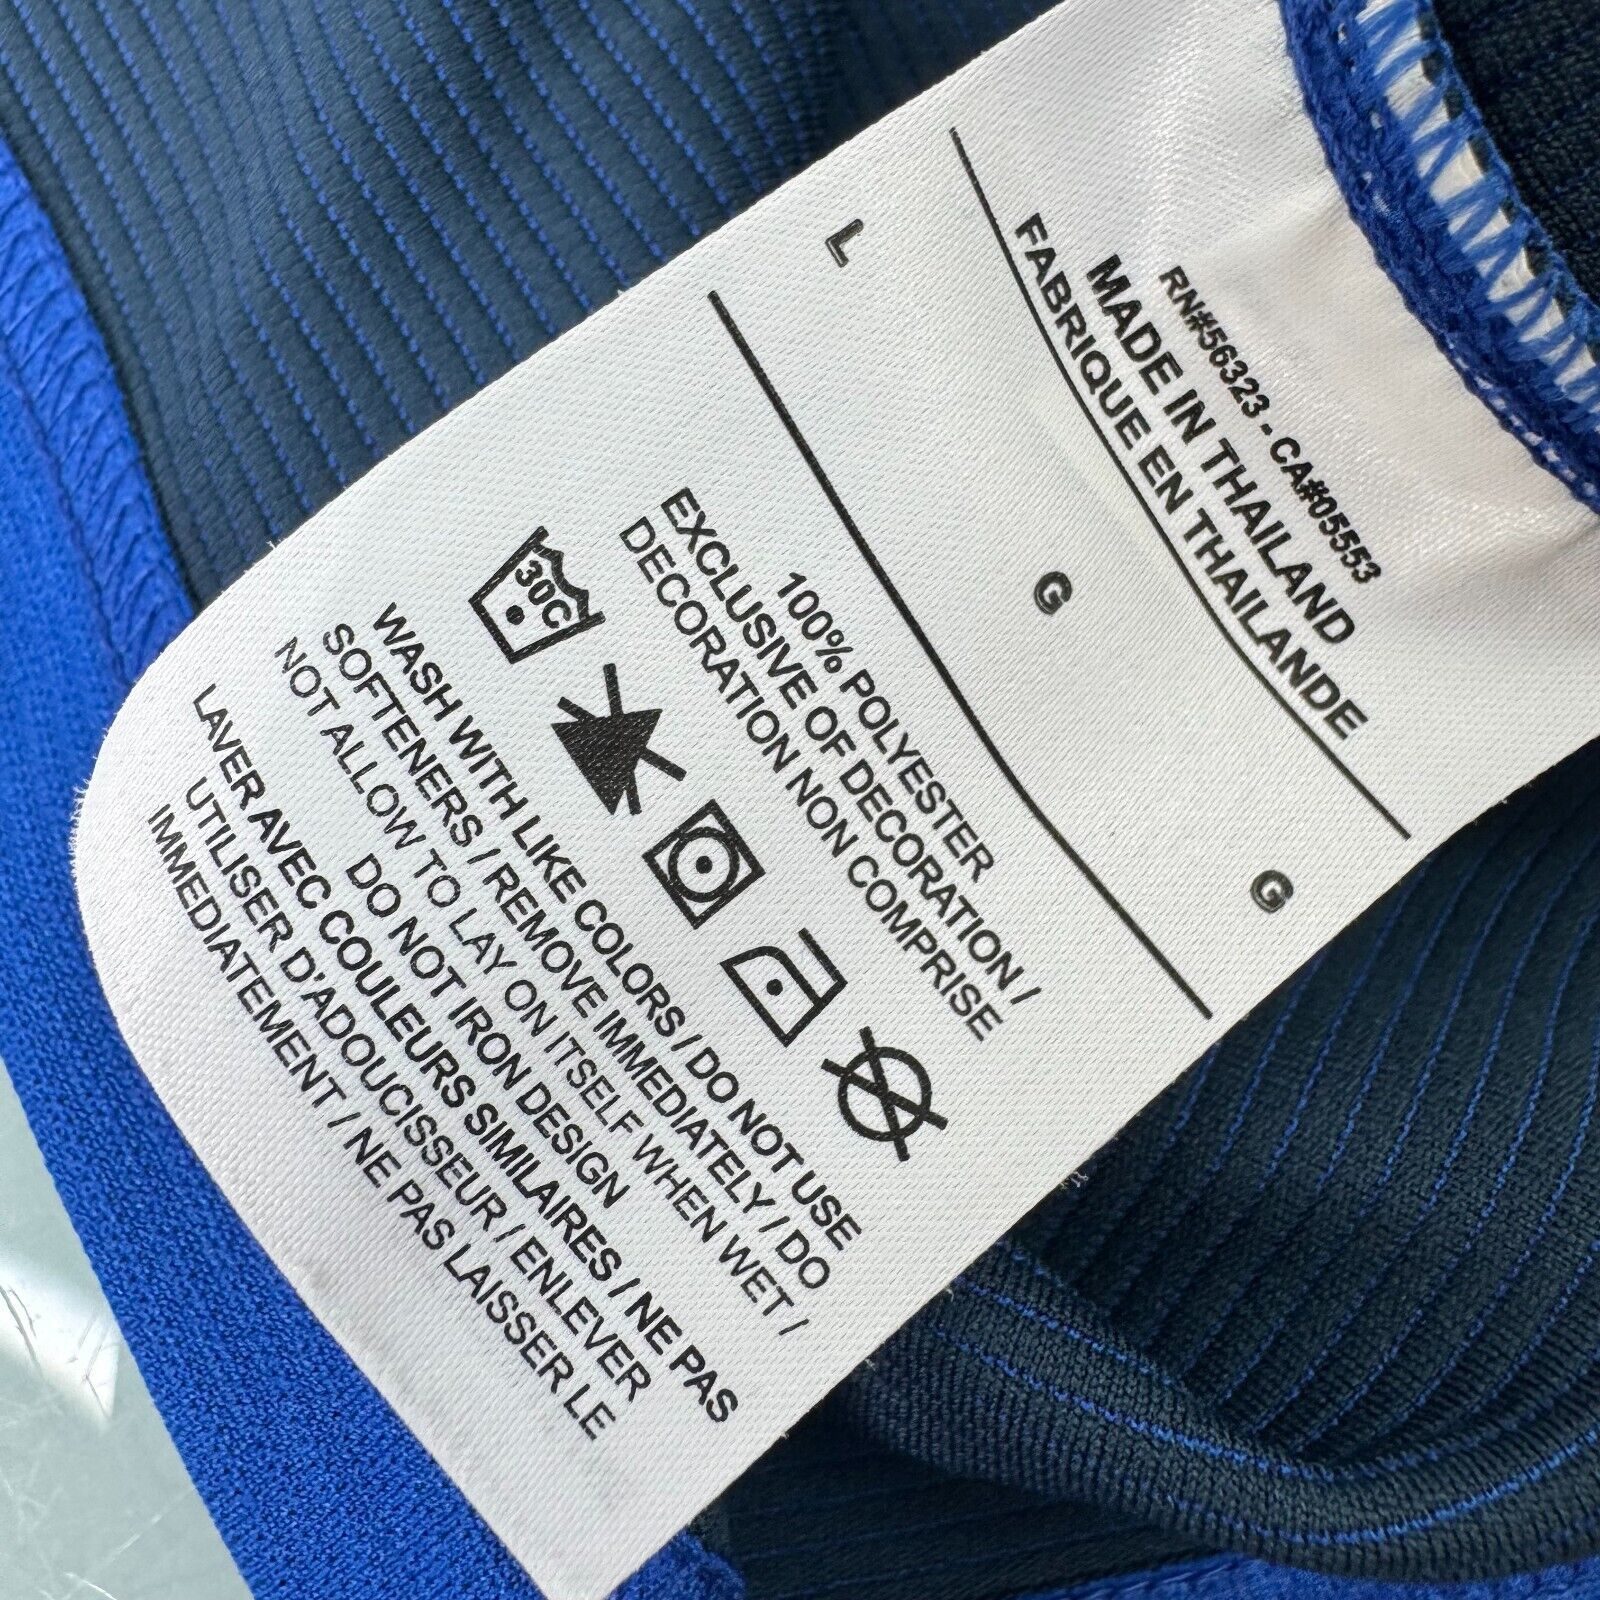 RN#56323 - CA#05553
MADE IN THAILAND
FABRIQUE EN THAILANDE
L G G
100% POLYESTER
EXCLUSIVE OF DECORATION /
DECORATION NON COMPRISE
30C
WASH WITH LIKE COLORS / DO NOT USE
SOFTENERS / REMOVE IMMEDIATELY / DO
NOT ALLOW TO LAY ON ITSELF WHEN WET /
DO NOT IRON DESIGN
LAVER AVEC COULEURS SIMILAIRES / NE PAS
UTILISER D'ADOUCISSEUR / ENLEVER
IMMEDIATEMENT / NE PAS LAISSER LE